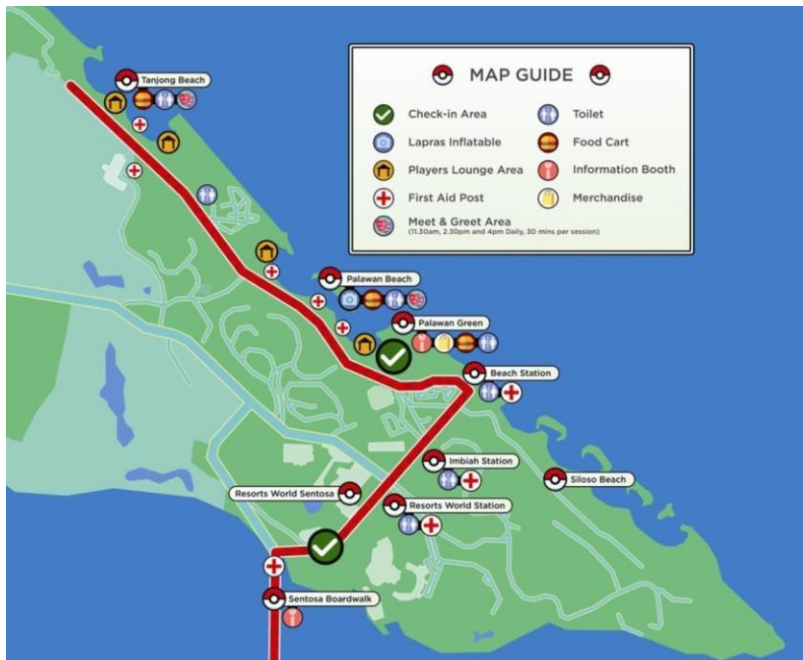 MAP GUIDE
Check-in Area
Toilet
Lapras Inflatable
Food Cart
Players Lounge Area
Information Booth
First Aid Post
Merchandise
Meet & Greet Area
(11.30am, 2.30pm and 4pm Daily, 30 mins per session)
Tanjong Beach
Palawan Beach
Palawan Green
Beach Station
Imbiah Station
Siloso Beach
Resorts World Sentosa
Resorts World Station
Sentosa Boardwalk